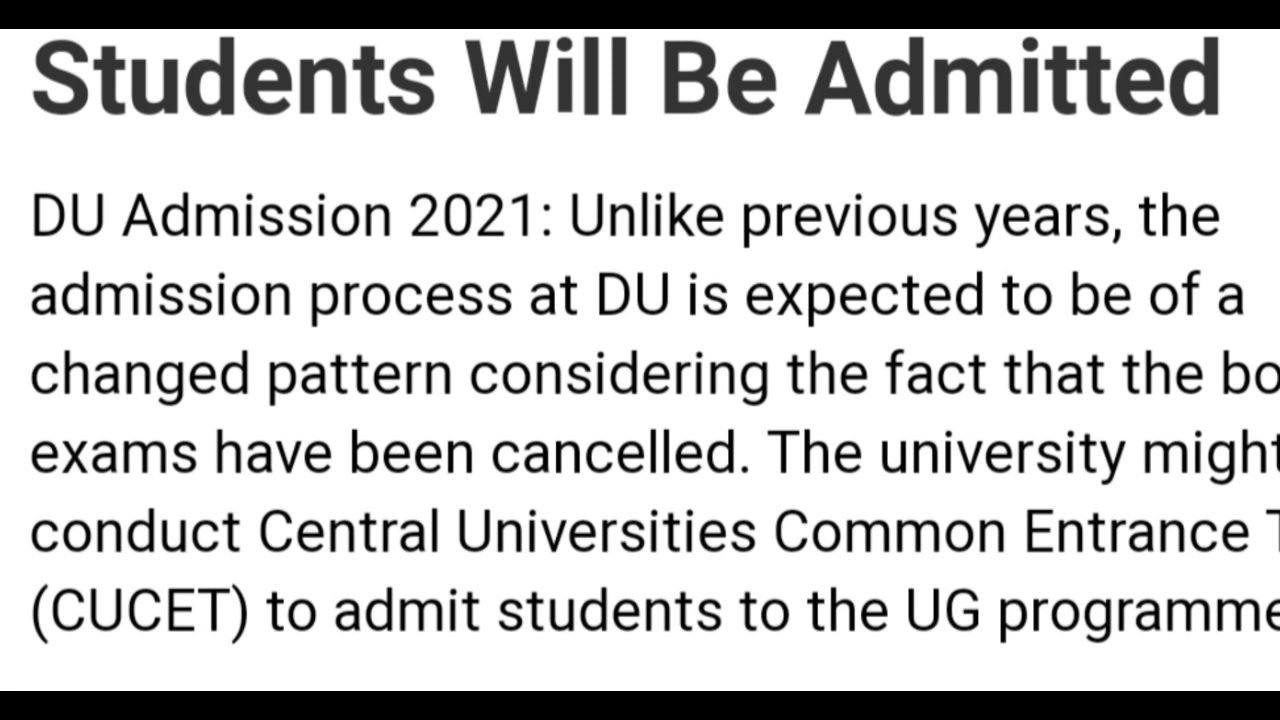 Students Will Be Admitted
DU Admission 2021: Unlike previous years, the
admission process at DU is expected to be of a
changed pattern considering the fact that the bo
exams have been cancelled. The university might
conduct Central Universities Common Entrance T
(CUCET) to admit students to the UG programme